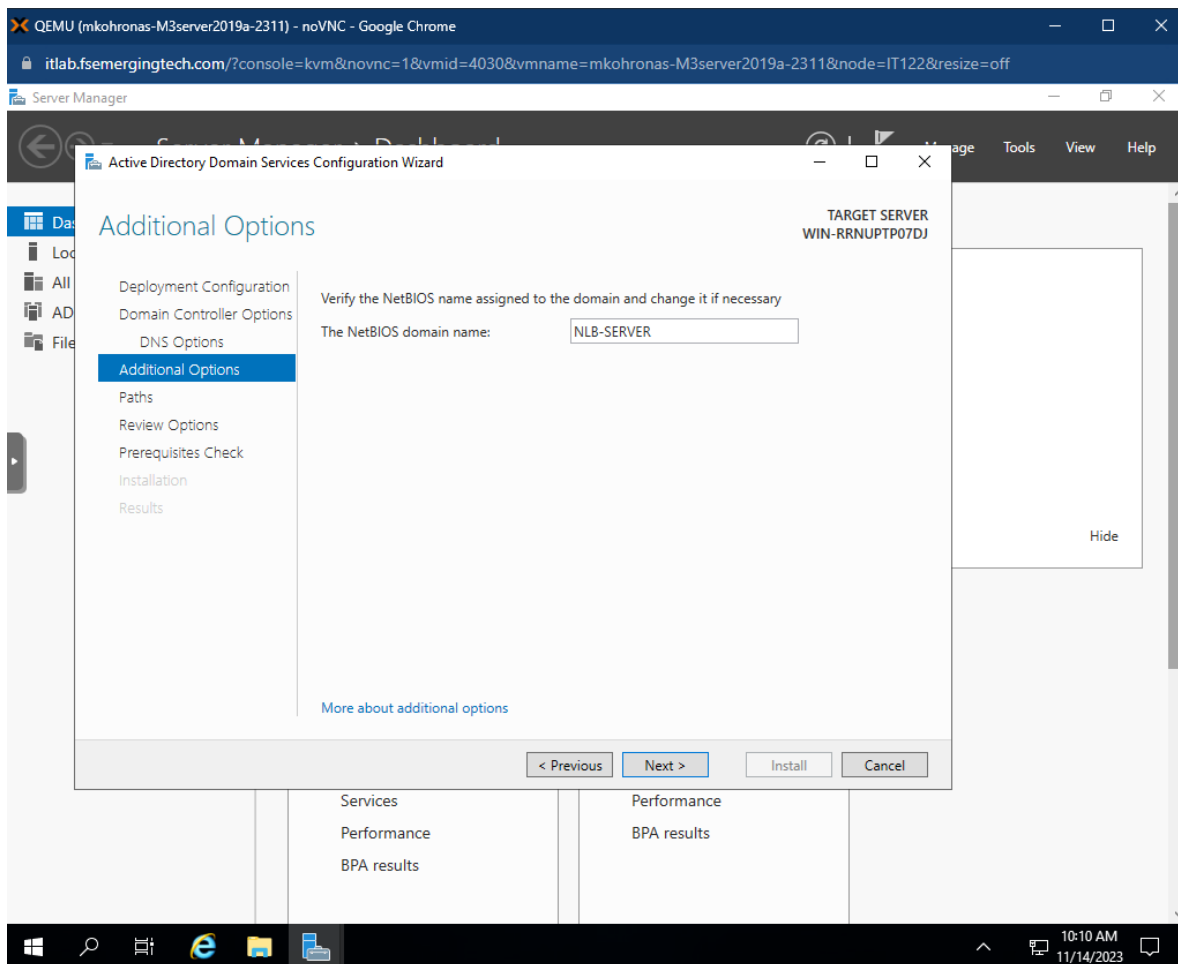 QEMU (mkohronas-M3server2019a-2311) - noVNC - Google Chrome
itlab.fsemergingtech.com/?console=kvm&novnc=1&vmid=4030&vmname=mkohronas-M3server2019a-2311&node=IT122&resize=off
Server Manager
Tools View Help
Active Directory Domain Services Configuration Wizard
Additional Options
TARGET SERVER
WIN-RRNUPTP07DJ
Deployment Configuration
Domain Controller Options
DNS Options
Additional Options
Paths
Review Options
Prerequisites Check
Installation
Results
Verify the NetBIOS name assigned to the domain and change it if necessary
The NetBIOS domain name: NLB-SERVER
More about additional options
< Previous Next > Install Cancel
All
AD
File
Hide
Services
Performance
BPA results
Performance
BPA results
10:10 AM
11/14/2023